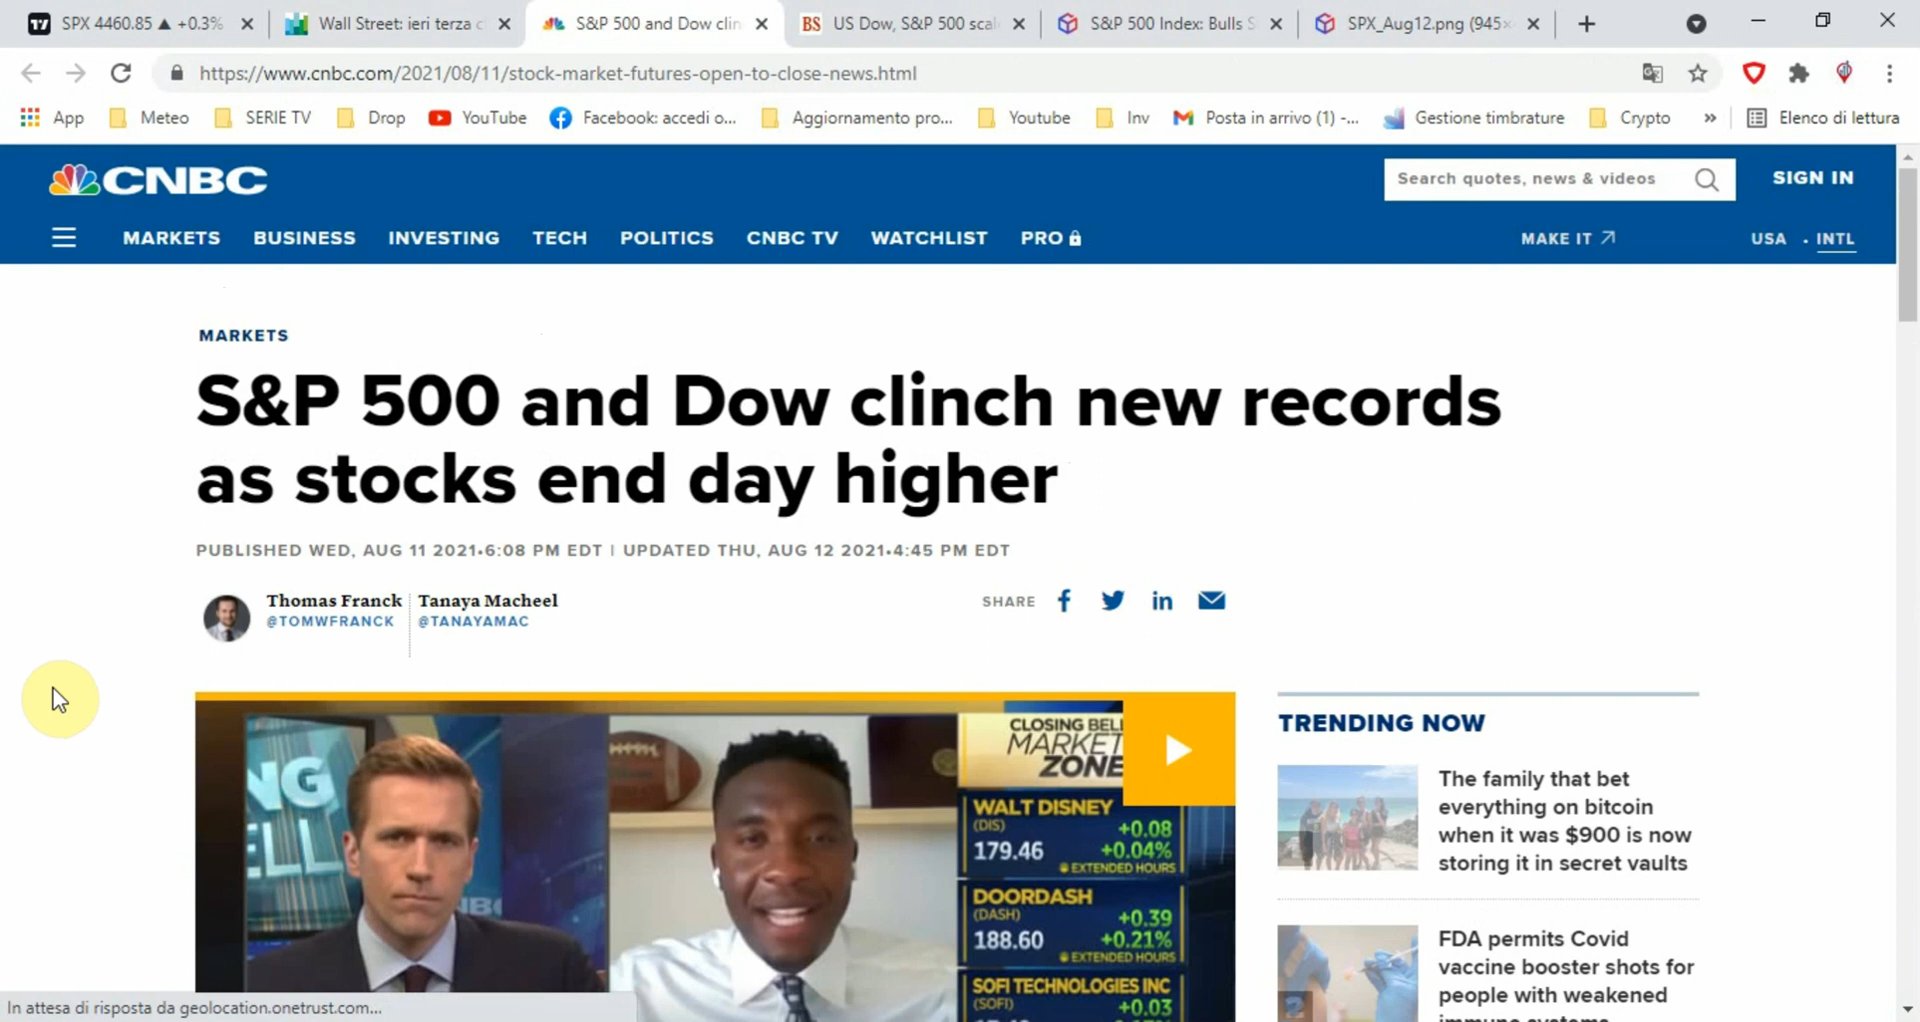 SPX 4460.85 ▲ +0.3%
Wall Street: ieri terza c
S&P 500 and Dow clin
BS US Dow, S&P 500 scal
S&P 500 Index: Bulls S
SPX_Aug12.png (945×
https://www.cnbc.com/2021/08/11/stock-market-futures-open-to-close-news.html
App
Meteo
SERIE TV
Drop
YouTube
Facebook: accedi o...
Aggiornamento pro...
Youtube
Inv
Posta in arrivo (1) -...
Gestione timbrature
Crypto
»
Elenco di lettura
CNBC
Search quotes, news & videos
SIGN IN
MARKETS
BUSINESS
INVESTING
TECH
POLITICS
CNBC TV
WATCHLIST
PRO
MAKE IT
USA • INTL
MARKETS
S&P 500 and Dow clinch new records
as stocks end day higher
PUBLISHED WED, AUG 11 2021•6:08 PM EDT | UPDATED THU, AUG 12 2021•4:45 PM EDT
Thomas Franck
@TOMWFRANCK
Tanaya Macheel
@TANAYAMAC
SHARE
NG
ELL
CLOSING BELL
MARKET
ZONE
WALT DISNEY
(DIS)
+0.08
179.46
+0.04%
EXTENDED HOURS
DOORDASH
(DASH)
+0.39
188.60
+0.21%
EXTENDED HOURS
SOFI TECHNOLOGIES INC
(SOFI)
+0.03
TRENDING NOW
The family that bet
everything on bitcoin
when it was $900 is now
storing it in secret vaults
FDA permits Covid
vaccine booster shots for
people with weakened
In attesa di risposta da geolocation.onetrust.com...